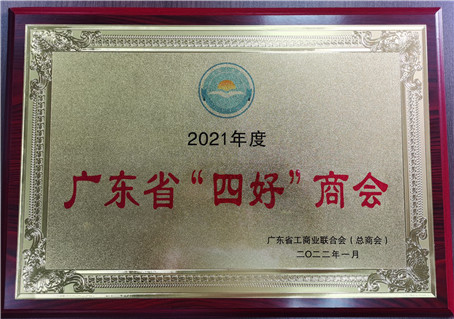 2021年度
广东省“四好”商会
广东省工商业联合会（总商会）
二〇二二年一月